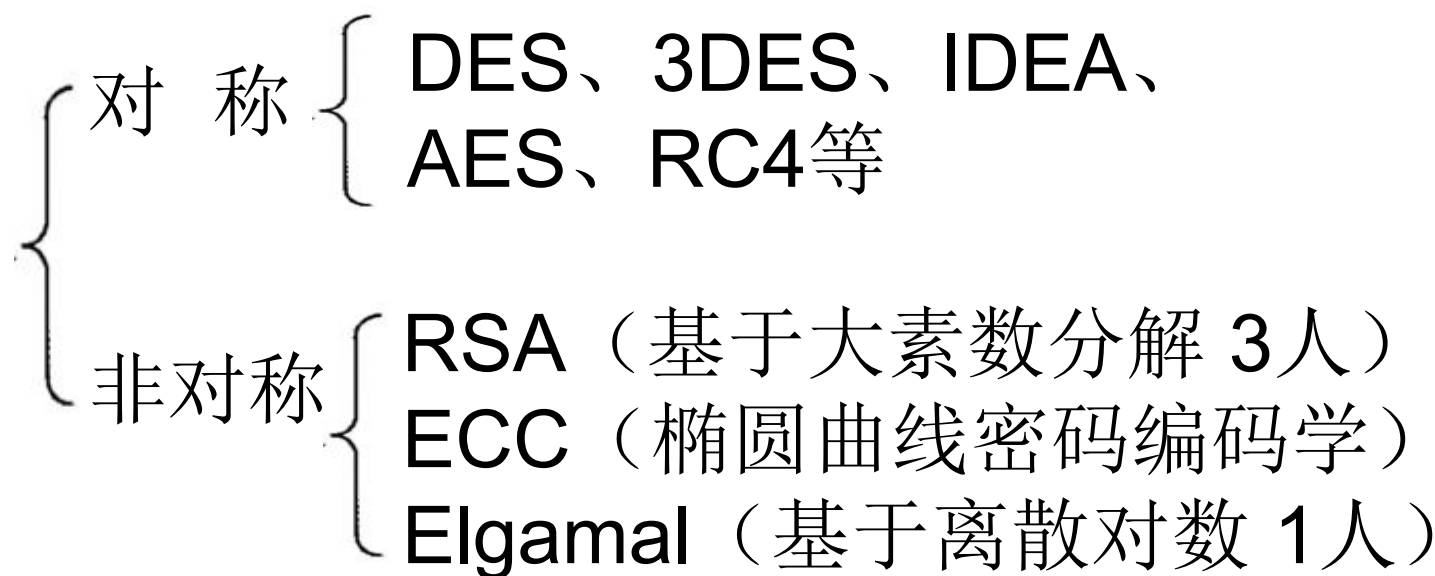 对 称
DES、3DES、IDEA、
AES、RC4等
非对称
RSA（基于大素数分解 3人）
ECC（椭圆曲线密码编码学）
Elgamal（基于离散对数 1人）